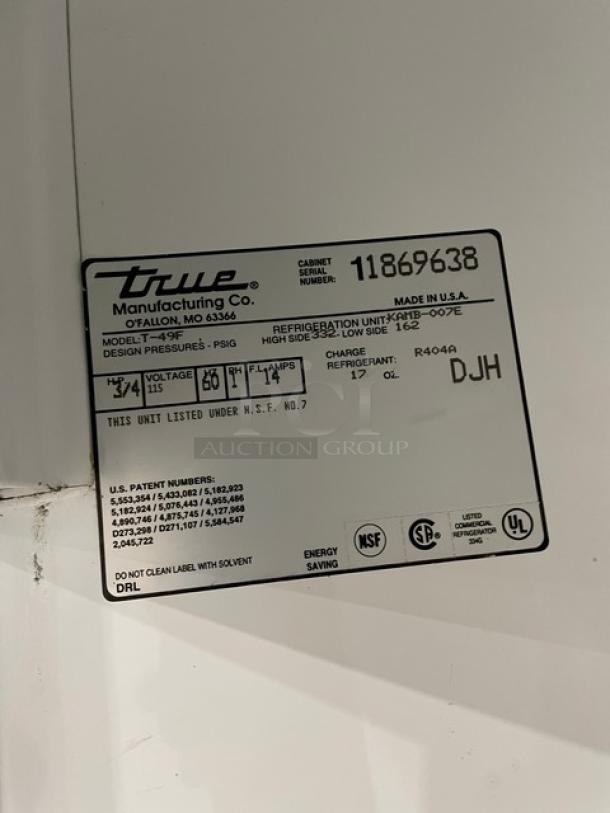 true®
Manufacturing Co.
O'FALLON, MO 63366
CABINET
SERIAL
NUMBER:
11869638
MADE IN U.S.A.
MODEL: T-49F
REFRIGERATION UNIT: KAMB-007E
DESIGN PRESSURES - PSIG HIGH SIDE 332- LOW SIDE 162
H.P. VOLTAGE HZ PH F.L. AMPS
3/4 115 60 1 14
CHARGE
REFRIGERANT: R404A
17 OZ
DJH
THIS UNIT LISTED UNDER N.S.F. NO.7
PCI
AUCTION GROUP
U.S. PATENT NUMBERS:
5,553,354 / 5,433,082 / 5,182,923
5,182,924 / 5,076,443 / 4,955,486
4,890,746 / 4,875,745 / 4,127,968
D273,298 / D271,107 / 5,584,547
2,045,722
DO NOT CLEAN LABEL WITH SOLVENT
DRL
ENERGY
SAVING
NSF
SA®
LISTED
COMMERCIAL
REFRIGERATOR
334G
UL